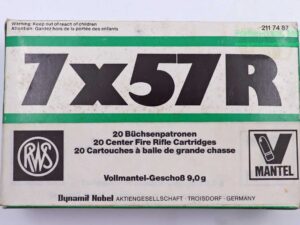 Warning: Keep out of reach of children
Attention: Gardez hors de la portée des enfants
211 74 87
7x57R
RWS
20 Büchsenpatronen
20 Center Fire Rifle Cartridges
20 Cartouches à balle de grande chasse
V
MANTEL
Vollmantel-Geschoß 9,0g
Dynamit Nobel AKTIENGESELLSCHAFT · TROISDORF · GERMANY